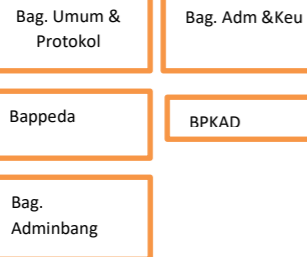 Bag. Umum &
Protokol
Bag. Adm &Keu
Bappeda
BPKAD
Bag.
Adminbang